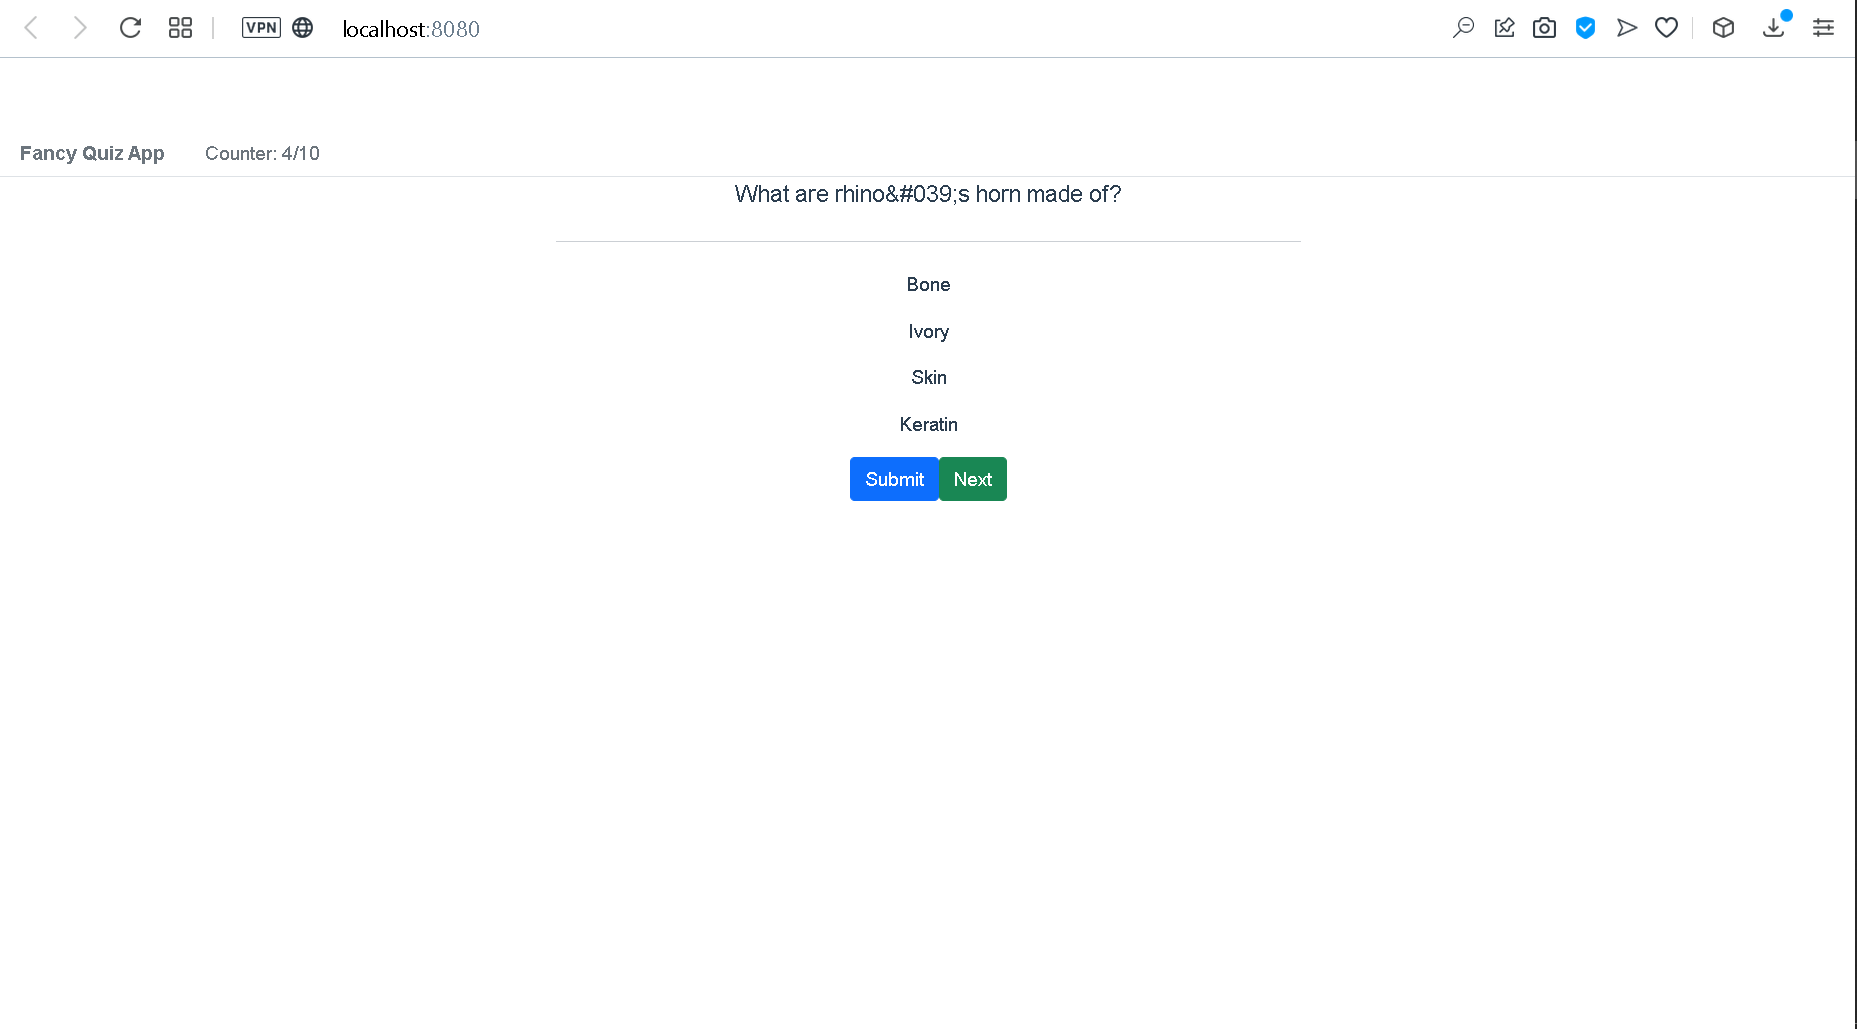 VPN localhost:8080
Fancy Quiz App Counter: 4/10
What are rhino&#039;s horn made of?
Bone
Ivory
Skin
Keratin
Submit Next